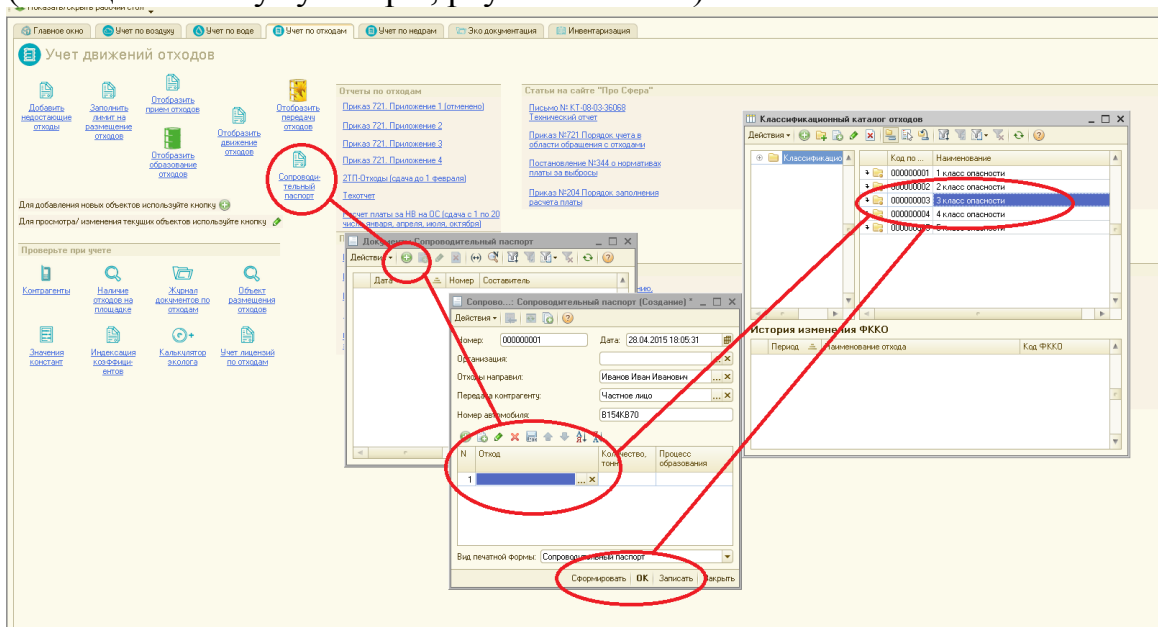 Показать/скрыть рабочий стол
Главное окно
Учет по воздуху
Учет по воде
Учет по отходам
Учет по недрам
Эко документация
Инвентаризация
Учет движений отходов
Добавить
недостающие
отходы
Заполнить
лимит на
размещение
отходов
Отобразить
прием отходов
Отобразить
образование
отходов
Отобразить
движение
отходов
Отобразить
передачу
отходов
Сопроводи-
тельный
паспорт
Для добавления новых объектов используйте кнопку
Для просмотра/ изменения текущих объектов используйте кнопку
Проверьте при учете
Контрагенты
Наличие
отходов на
площадке
Журнал
документов по
отходам
Объект
размещения
отходов
Значения
констант
Индексация
коэффици-
ентов
Калькулятор
эколога
Учет лицензий
по отходам
Отчеты по отходам
Приказ 721. Приложение 1 (отменено)
Приказ 721. Приложение 2
Приказ 721. Приложение 3
Приказ 721. Приложение 4
2ТП-Отходы (сдача до 1 февраля)
Техотчет
Расчет платы за НВ на ОС (сдача с 1 по 20
число января, апреля, июля, октября)
Статьи на сайте "Про Сфера"
Письмо № КТ-08-03-36068
Технический отчет
Приказ №721 Порядок учета в
области обращения с отходами
Постановление №344 о нормативах
платы за выбросы
Приказ №204 Порядок заполнения
расчета платы
Документы Сопроводительный паспорт
Действия
Дата
Номер
Составитель
Сопрово...: Сопроводительный паспорт (Создание) *
Действия
Номер: 000000001
Дата: 28.04.2015 18:05:31
Организация:
Отходы направил: Иванов Иван Иванович
Передача контрагенту: Частное лицо
Номер автомобиля: В154КВ70
N Отход
Количество,
тонн
Процесс
образования
1
Вид печатной формы: Сопроводительный паспорт
Сформировать OK Записать Закрыть
Классификационный каталог отходов
Действия
Классификацио
Код по ... Наименование
000000001 1 класс опасности
000000002 2 класс опасности
000000003 3 класс опасности
000000004 4 класс опасности
000000005 5 класс опасности
История изменения ФККО
Период
Наименование отхода
Код ФККО